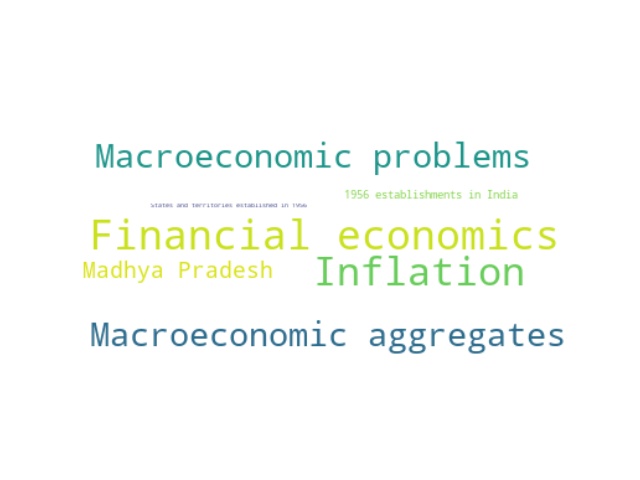 Macroeconomic problems
1956 establishments in India
States and territories established in 1956
Financial economics
Madhya Pradesh
Inflation
Macroeconomic aggregates